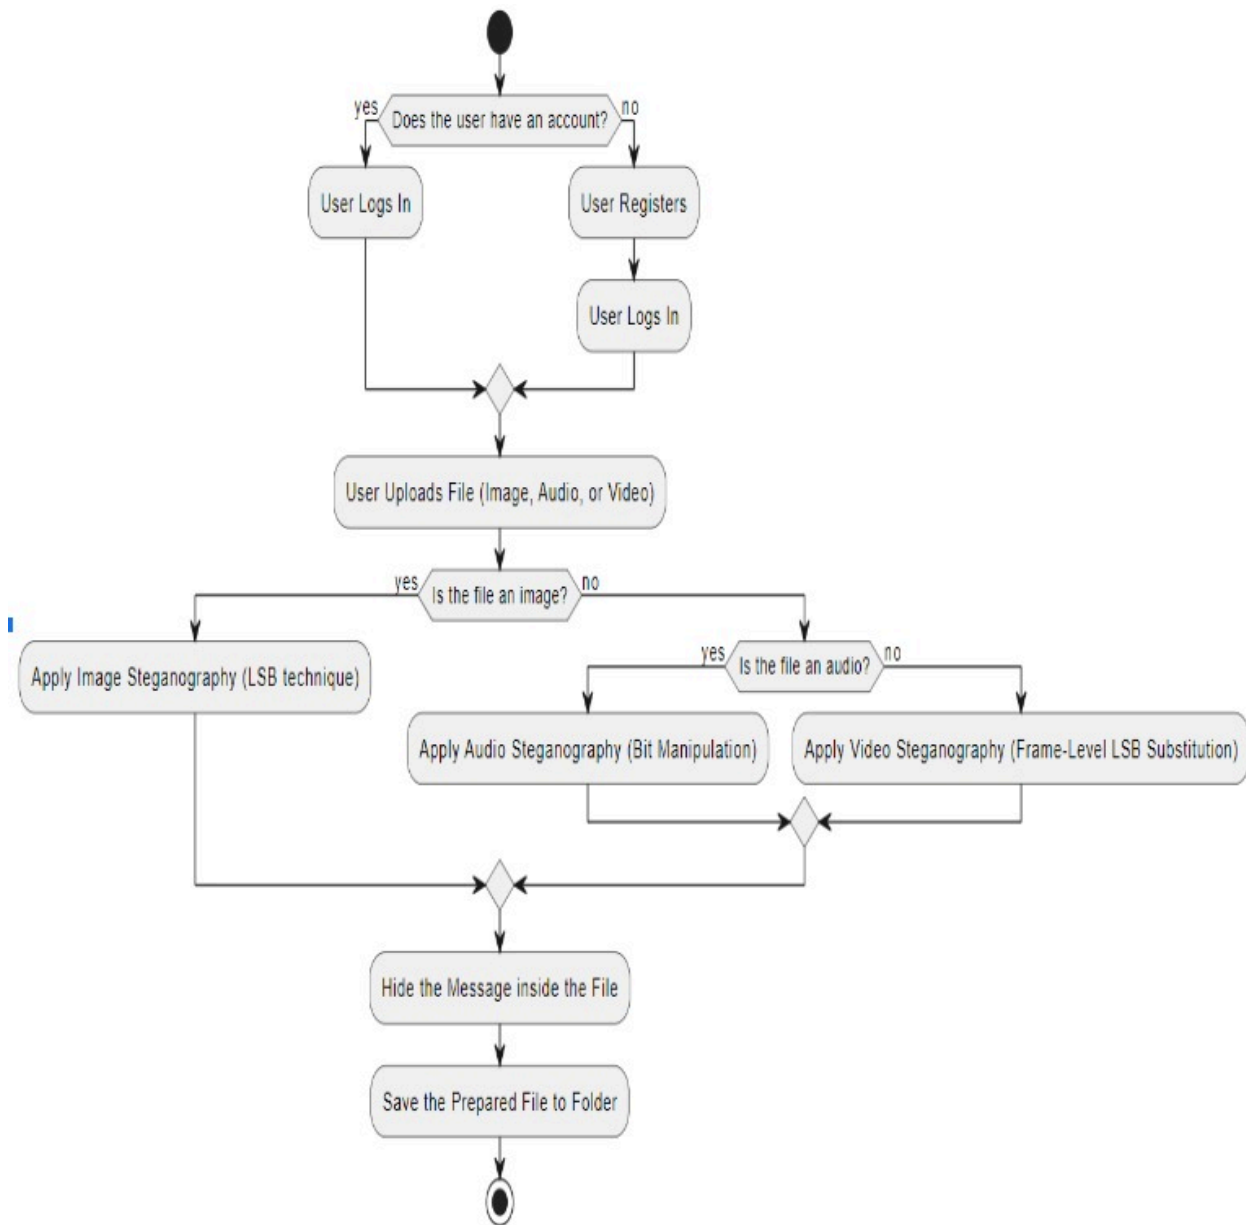 Does the user have an account?
yes
no
User Logs In
User Registers
User Logs In
User Uploads File (Image, Audio, or Video)
Is the file an image?
yes
no
Apply Image Steganography (LSB technique)
Is the file an audio?
yes
no
Apply Audio Steganography (Bit Manipulation)
Apply Video Steganography (Frame-Level LSB Substitution)
Hide the Message inside the File
Save the Prepared File to Folder